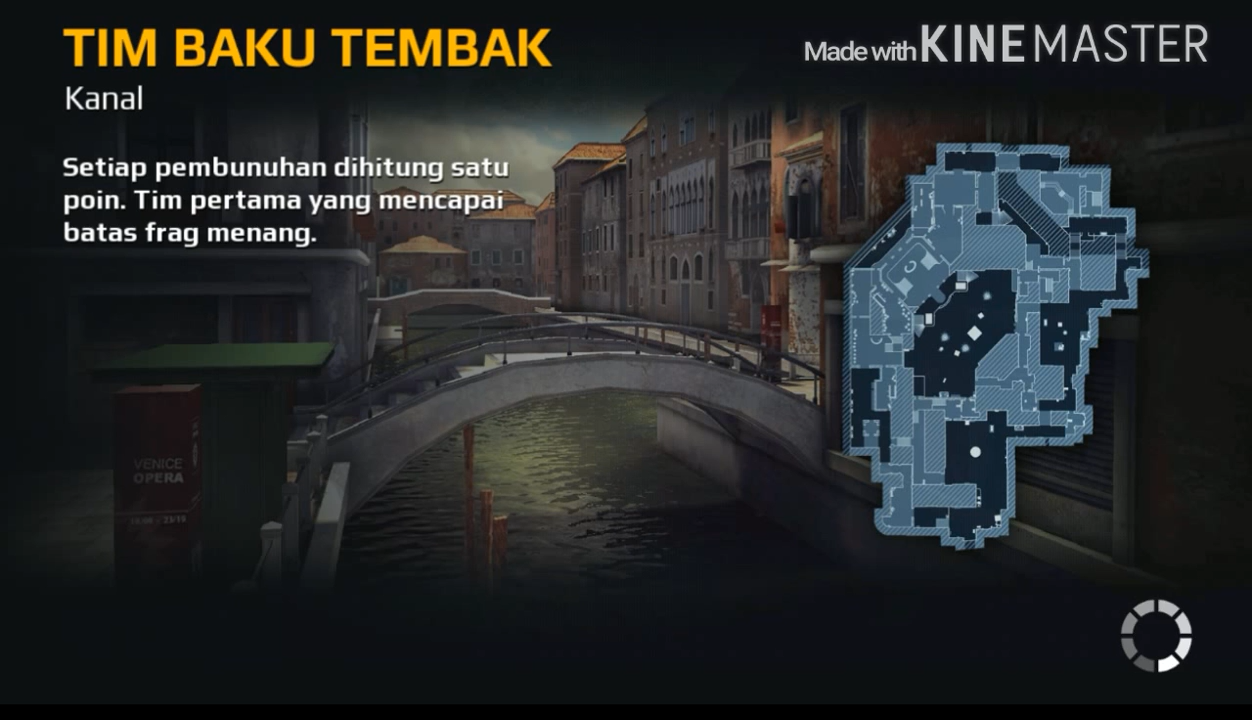 TIM BAKU TEMBAK
Made with KINEMASTER
Kanal
Setiap pembunuhan dihitung satu
poin. Tim pertama yang mencapai
batas frag menang.
VENICE
OPERA